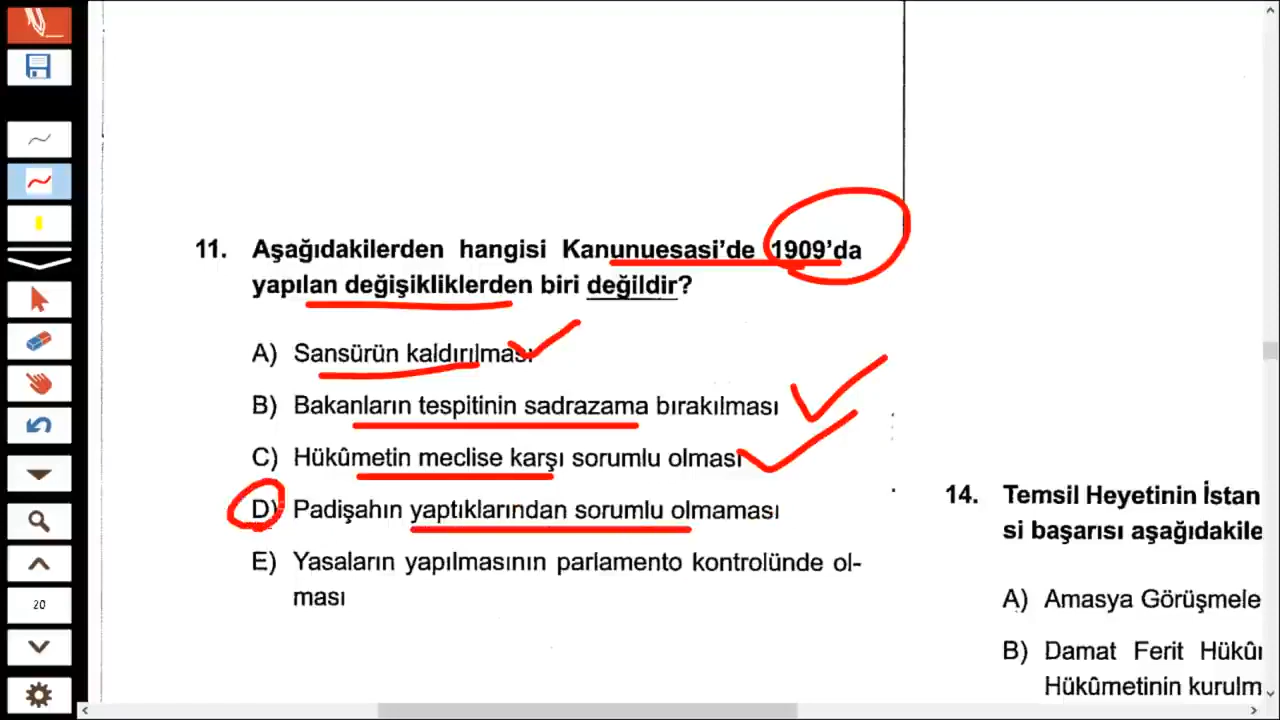 11. Aşağıdakilerden hangisi Kanunuesasi’de 1909’da
yapılan değişikliklerden biri değildir?
A) Sansürün kaldırılması
B) Bakanların tespitinin sadrazama bırakılması
C) Hükûmetin meclise karşı sorumlu olması
D) Padişahın yaptıklarından sorumlu olmaması
E) Yasaların yapılmasının parlamento kontrolünde ol-
ması
14. Temsil Heyetinin İstan
si başarısı aşağıdakile
A) Amasya Görüşmele
B) Damat Ferit Hükû
Hükûmetinin kurulm
20